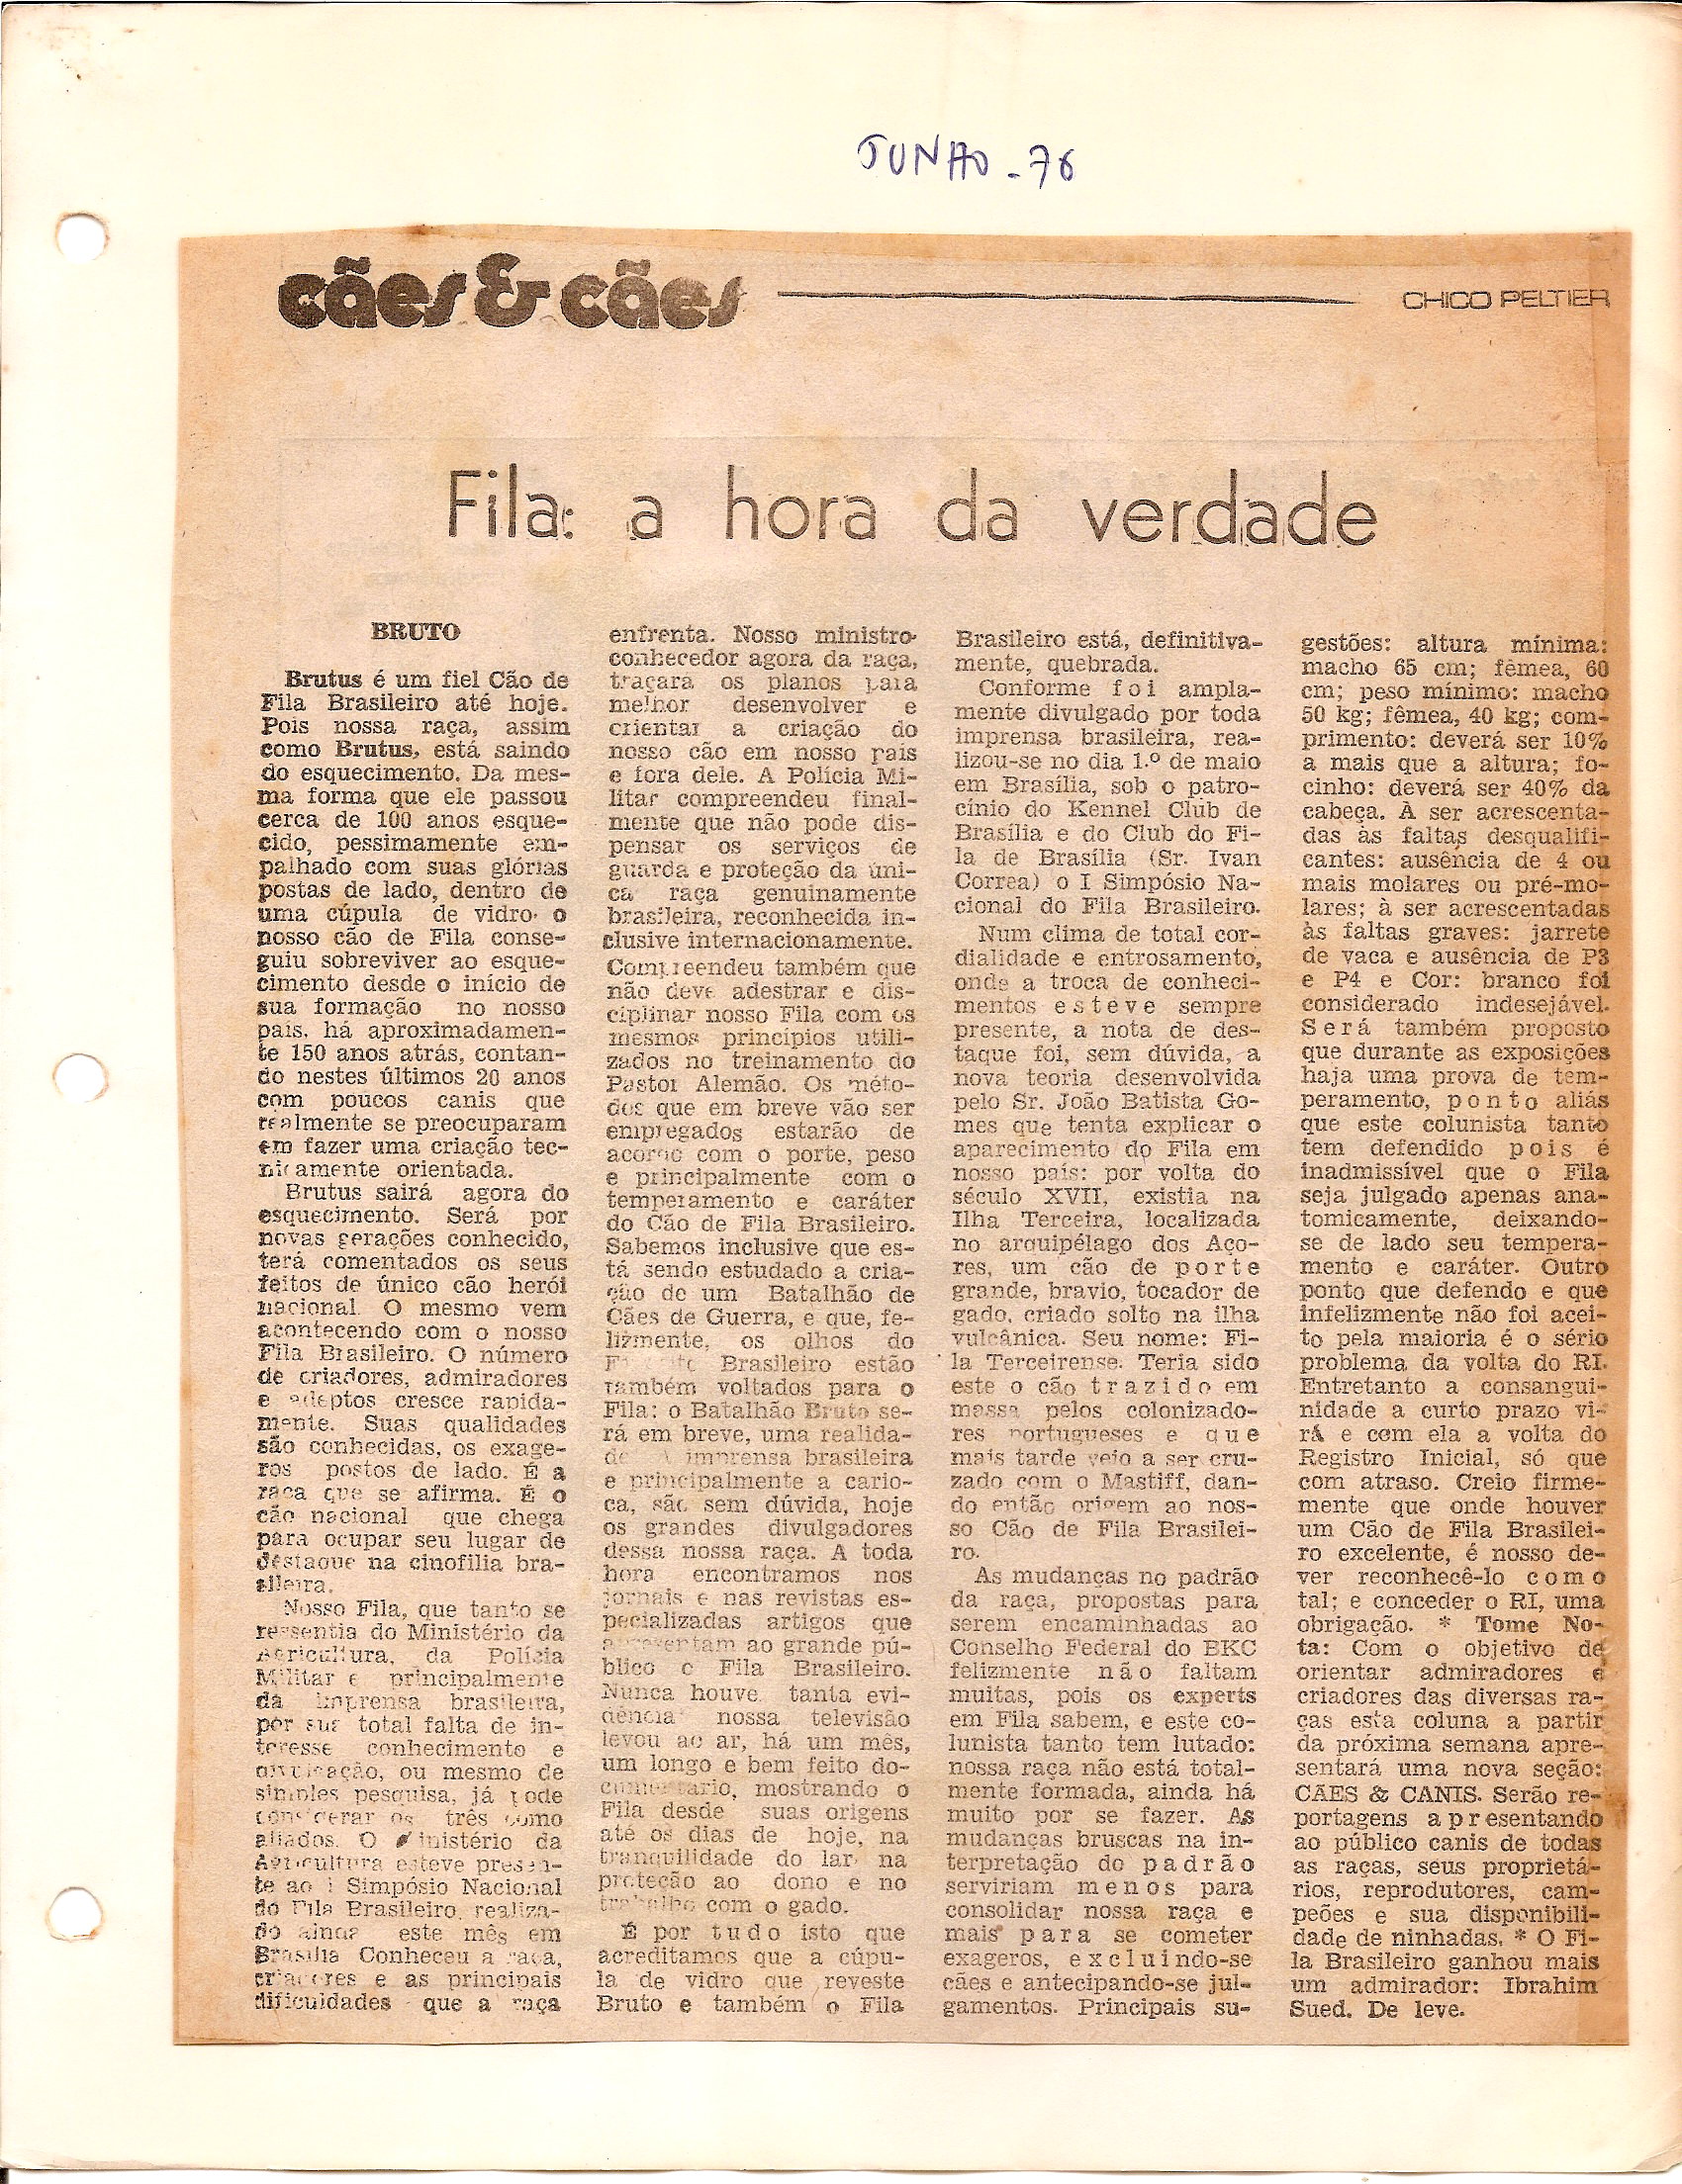 JUNHO - 76
cães & cães
CHICO PELTIER
Fila: a hora da verdade
BRUTO
Brutus é um fiel Cão de
Fila Brasileiro até hoje.
Pois nossa raça, assim
como Brutus, está saindo
do esquecimento. Da mes-
ma forma que ele passou
cerca de 100 anos esque-
cido, pessimamente em-
palhado com suas glórias
postas de lado, dentro de
uma cúpula de vidro, o
nosso cão de Fila conse-
guiu sobreviver ao esque-
cimento desde o início de
sua formação no nosso
país, há aproximadamen-
te 150 anos atrás, contan-
do nestes últimos 20 anos
com poucos canis que
realmente se preocuparam
em fazer uma criação tec-
nicamente orientada.
Brutus sairá agora do
esquecimento. Será por
novas gerações conhecido,
terá comentados os seus
feitos de único cão herói
nacional. O mesmo vem
acontecendo com o nosso
Fila Brasileiro. O número
de criadores, admiradores
e adeptos cresce rapida-
mente. Suas qualidades
são conhecidas, os exage-
ros postos de lado. É a
raça que se afirma. É o
cão nacional que chega
para ocupar seu lugar de
destaque na cinofilia bra-
sileira.
Nosso Fila, que tanto se
ressentia do Ministério da
Agricultura, da Polícia
Militar e principalmente
da imprensa brasileira,
por sua total falta de in-
teresse conhecimento e
divulgação, ou mesmo de
simples pesquisa, já pode
considerar os três como
aliados. O Ministério da
Agricultura esteve presen-
te ao I Simpósio Nacional
do Fila Brasileiro, realiza-
do ainda este mês em
Brasília Conheceu a raça,
criadores e as principais
dificuldades que a raça
enfrenta. Nosso ministro
conhecedor agora da raça,
traçará os planos para
melhor desenvolver e
orientar a criação do
nosso cão em nosso país
e fora dele. A Polícia Mi-
litar compreendeu final-
mente que não pode dis-
pensar os serviços de
guarda e proteção da úni-
ca raça genuinamente
brasileira, reconhecida in-
clusive internacionamente.
Compreendeu também que
não deve adestrar e dis-
ciplinar nosso Fila com os
mesmos princípios utili-
zados no treinamento do
Pastor Alemão. Os méto-
dos que em breve vão ser
empregados estarão de
acordo com o porte, peso
e principalmente com o
temperamento e caráter
do Cão de Fila Brasileiro.
Sabemos inclusive que es-
tá sendo estudado a cria-
ção de um Batalhão de
Cães de Guerra, e que, fe-
lizmente, os olhos do
Exército Brasileiro estão
também voltados para o
Fila: o Batalhão Bruto se-
rá em breve, uma realida-
de. A imprensa brasileira
e principalmente a cario-
ca, são sem dúvida, hoje
os grandes divulgadores
dessa nossa raça. A toda
hora encontramos nos
jornais e nas revistas es-
pecializadas artigos que
apresentam ao grande pú-
blico o Fila Brasileiro.
Nunca houve tanta evi-
dência nossa televisão
levou ao ar, há um mês,
um longo e bem feito do-
cumentário, mostrando o
Fila desde suas origens
até os dias de hoje, na
tranquilidade do lar, na
proteção ao dono e no
trabalho com o gado.
É por tudo isto que
acreditamos que a cúpu-
la de vidro que reveste
Bruto e também o Fila
Brasileiro está, definitiva-
mente, quebrada.
Conforme foi ampla-
mente divulgado por toda
imprensa brasileira, rea-
lizou-se no dia 1.º de maio
em Brasília, sob o patro-
cínio do Kennel Club de
Brasília e do Club do Fi-
la de Brasília (Sr. Ivan
Correa) o I Simpósio Na-
cional do Fila Brasileiro.
Num clima de total cor-
dialidade e entrosamento,
onde a troca de conheci-
mentos esteve sempre
presente, a nota de des-
taque foi, sem dúvida, a
nova teoria desenvolvida
pelo Sr. João Batista Go-
mes que tenta explicar o
aparecimento do Fila em
nosso país: por volta do
século XVII, existia na
Ilha Terceira, localizada
no arquipélago dos Aço-
res, um cão de porte
grande, bravio, tocador de
gado, criado solto na ilha
vulcânica. Seu nome: Fi-
la Terceirense. Teria sido
este o cão trazido em
massa pelos colonizado-
res portugueses e que
mais tarde veio a ser cru-
zado com o Mastiff, dan-
do então origem ao nos-
so Cão de Fila Brasilei-
ro.
As mudanças no padrão
da raça, propostas para
serem encaminhadas ao
Conselho Federal do BKC
felizmente não faltam
muitas, pois os experts
em Fila sabem, e este co-
lunista tanto tem lutado:
nossa raça não está total-
mente formada, ainda há
muito por se fazer. As
mudanças bruscas na in-
terpretação do padrão
serviriam menos para
consolidar nossa raça e
mais para se cometer
exageros, excluindo-se
cães e antecipando-se jul-
gamentos. Principais su-
gestões: altura mínima:
macho 65 cm; fêmea, 60
cm; peso mínimo: macho
50 kg; fêmea, 40 kg; com-
primento: deverá ser 10%
a mais que a altura; fo-
cinho: deverá ser 40% da
cabeça. À ser acrescenta-
das às faltas desqualifi-
cantes: ausência de 4 ou
mais molares ou pré-mo-
lares; à ser acrescentadas
às faltas graves: jarrete
de vaca e ausência de P3
e P4 e Cor: branco foi
considerado indesejável.
Será também proposto
que durante as exposições
haja uma prova de tem-
peramento, ponto aliás
que este colunista tanto
tem defendido pois é
inadmissível que o Fila
seja julgado apenas ana-
tomicamente, deixando-
se de lado seu tempera-
mento e caráter. Outro
ponto que defendo e que
infelizmente não foi acei-
to pela maioria é o sério
problema da volta do RI.
Entretanto a consangui-
nidade a curto prazo vi-
rá e com ela a volta do
Registro Inicial, só que
com atraso. Creio firme-
mente que onde houver
um Cão de Fila Brasilei-
ro excelente, é nosso de-
ver reconhecê-lo como
tal; e conceder o RI, uma
obrigação. * Tome No-
ta: Com o objetivo de
orientar admiradores e
criadores das diversas ra-
ças esta coluna a partir
da próxima semana apre-
sentará uma nova seção:
CÃES & CANIS. Serão re-
portagens apresentando
ao público canis de todas
as raças, seus proprietá-
rios, reprodutores, cam-
peões e sua disponibili-
dade de ninhadas. * O Fi-
la Brasileiro ganhou mais
um admirador: Ibrahim
Sued. De leve.